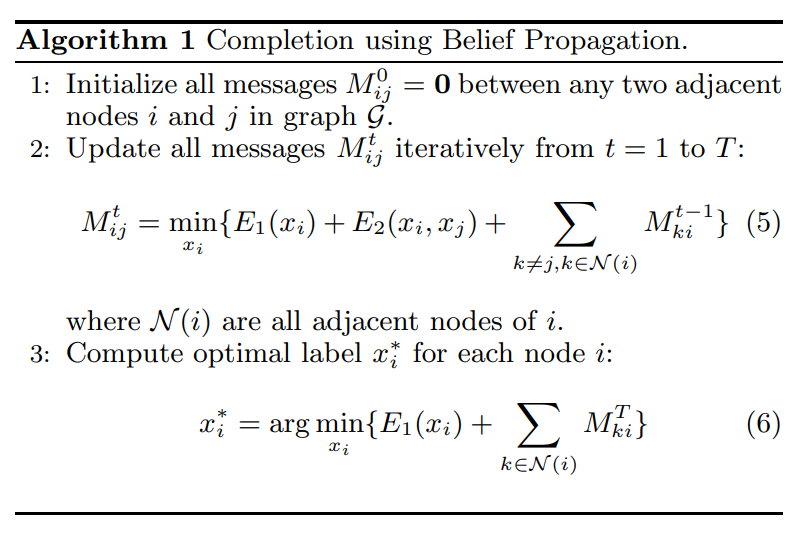 Algorithm 1 Completion using Belief Propagation.
1: Initialize all messages $M_{ij}^{0} = \mathbf{0}$ between any two adjacent
nodes $i$ and $j$ in graph $\mathcal{G}$.
2: Update all messages $M_{ij}^{t}$ iteratively from $t = 1$ to $T$:
$M_{ij}^{t} = \min_{x_i}\{E_1(x_i) + E_2(x_i, x_j) + \sum_{k \neq j, k \in \mathcal{N}(i)} M_{ki}^{t-1}\}$ (5)
where $\mathcal{N}(i)$ are all adjacent nodes of $i$.
3: Compute optimal label $x_i^*$ for each node $i$:
$x_i^* = \arg\min_{x_i}\{E_1(x_i) + \sum_{k \in \mathcal{N}(i)} M_{ki}^{T}\}$ (6)